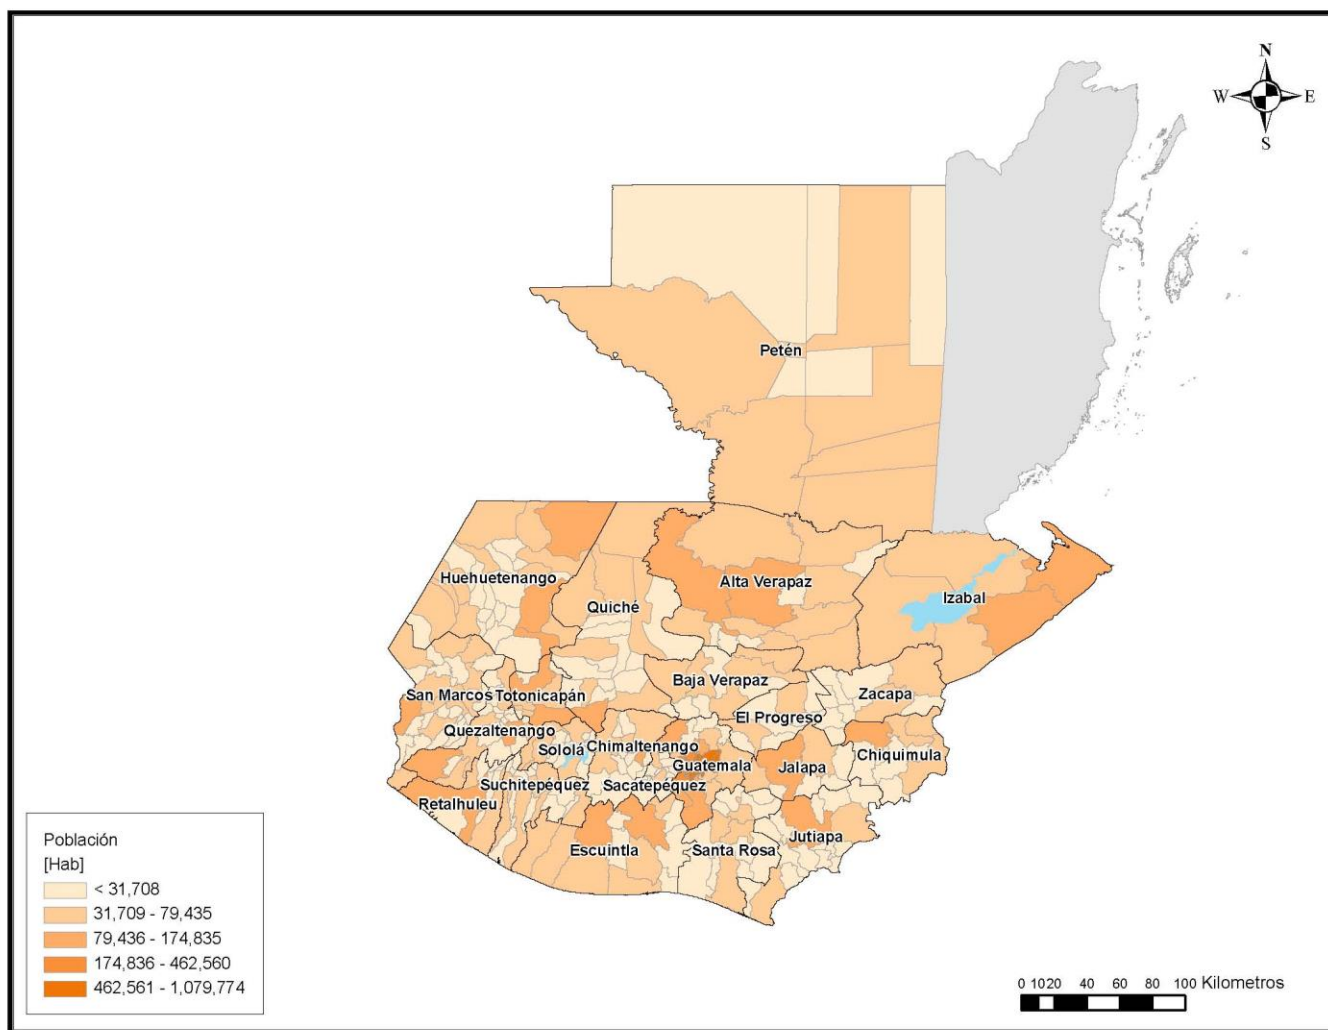 N
W E
S
Petén
Huehuetenango
Quiché
Alta Verapaz
Izabal
San Marcos
Totonicapán
Baja Verapaz
Zacapa
El Progreso
Quezaltenango
Sololá
Chimaltenango
Guatemala
Jalapa
Chiquimula
Suchitepéquez
Sacatepéquez
Retalhuleu
Escuintla
Santa Rosa
Jutiapa
Población
[Hab]
< 31,708
31,709 - 79,435
79,436 - 174,835
174,836 - 462,560
462,561 - 1,079,774
0 10 20 40 60 80 100 Kilometros